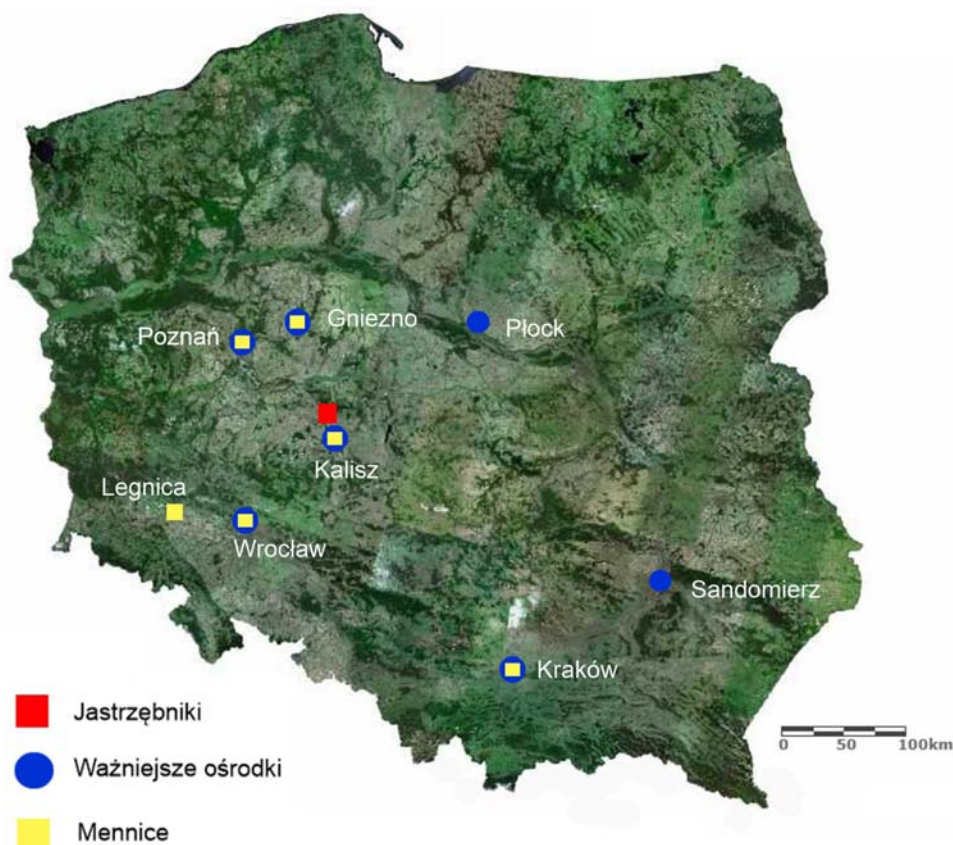 Gniezno
Poznań
Płock
Kalisz
Legnica
Wrocław
Sandomierz
Kraków
Jastrzębniki
Ważniejsze ośrodki
Mennice
0 50 100km